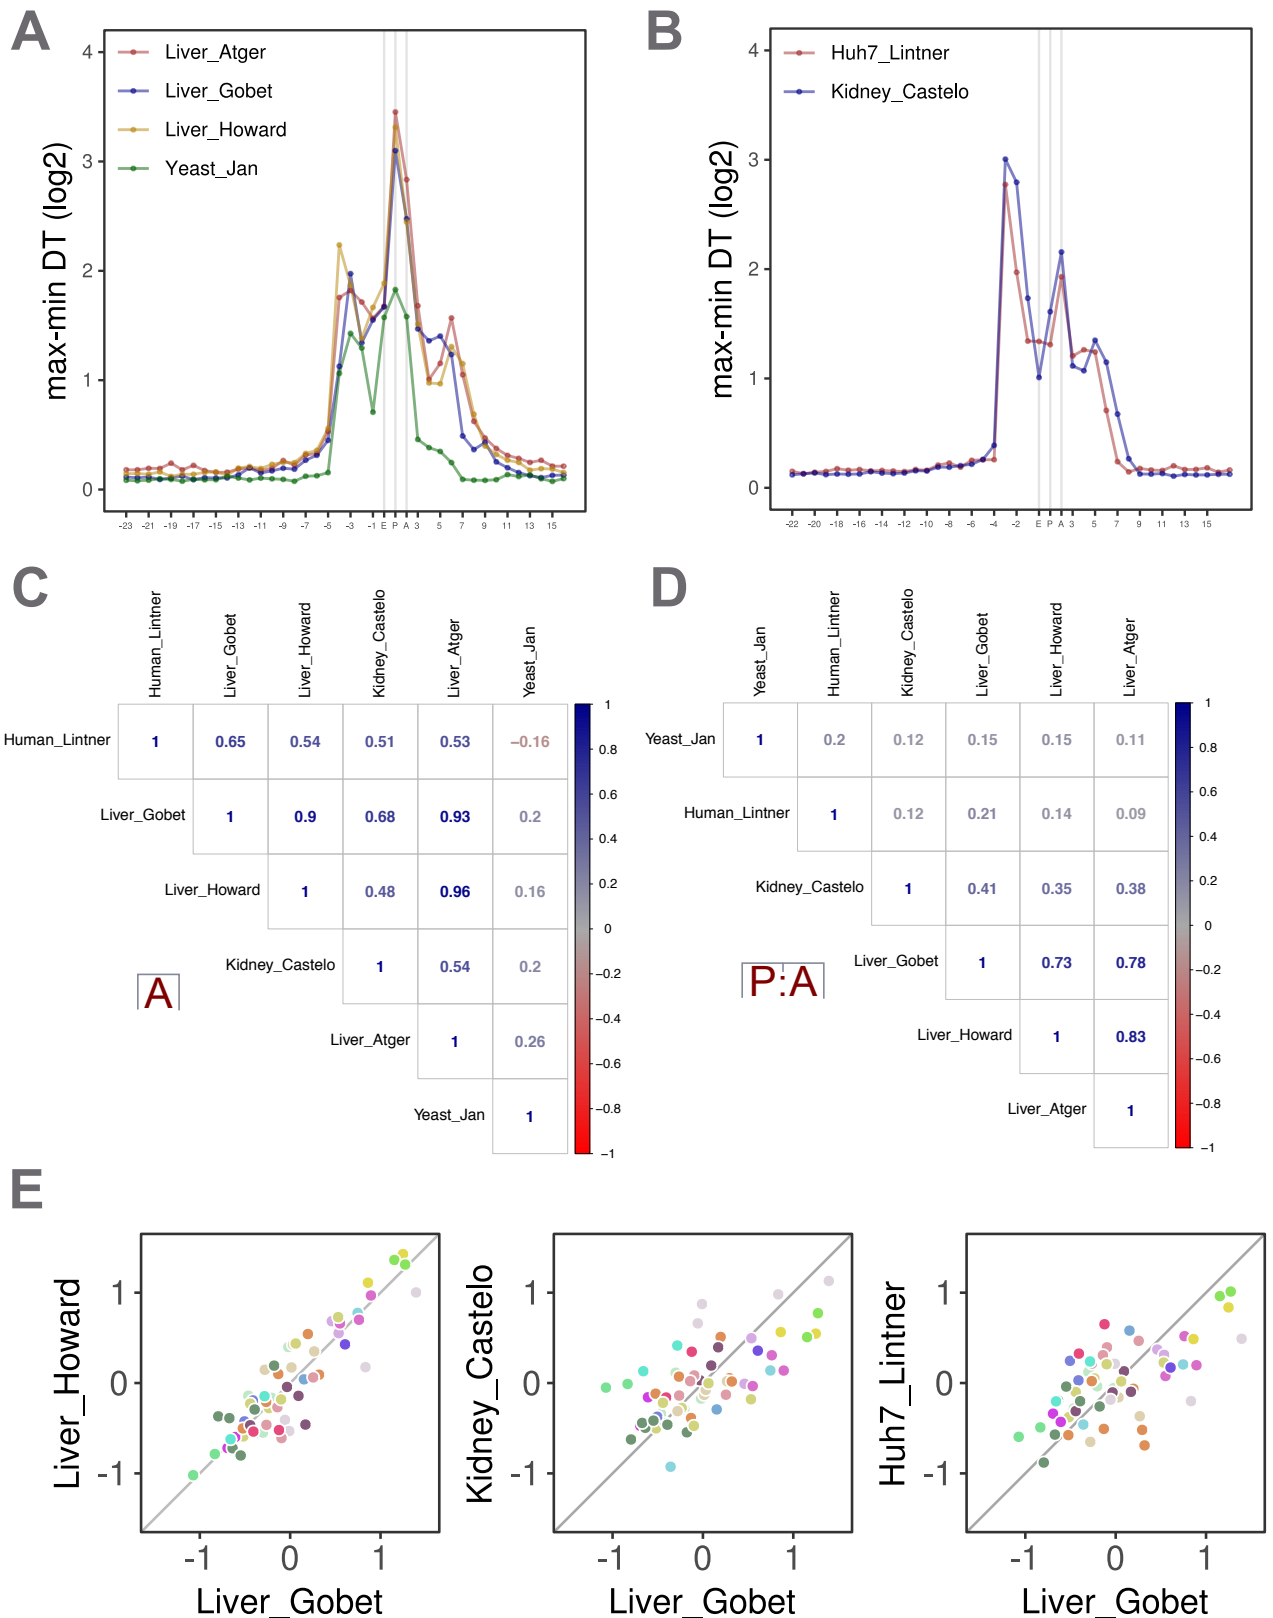 A
max-min DT (log2)
4
3
2
1
0
Liver_Atger
Liver_Gobet
Liver_Howard
Yeast_Jan
-23 -21 -19 -17 -15 -13 -11 -9 -7 -5 -3 -1 E P A 3 5 7 9 11 13 15
B
max-min DT (log2)
4
3
2
1
0
Huh7_Lintner
Kidney_Castelo
-22 -20 -18 -16 -14 -12 -10 -8 -6 -4 -2 E P A 3 5 7 9 11 13 15
C
Human_Lintner Liver_Gobet Liver_Howard Kidney_Castelo Liver_Atger Yeast_Jan
Human_Lintner 1 0.65 0.54 0.51 0.53 −0.16
Liver_Gobet 1 0.9 0.68 0.93 0.2
Liver_Howard 1 0.48 0.96 0.16
Kidney_Castelo 1 0.54 0.2
Liver_Atger 1 0.26
Yeast_Jan 1
A
1
0.8
0.6
0.4
0.2
0
−0.2
−0.4
−0.6
−0.8
−1
D
Yeast_Jan Human_Lintner Kidney_Castelo Liver_Gobet Liver_Howard Liver_Atger
Yeast_Jan 1 0.2 0.12 0.15 0.15 0.11
Human_Lintner 1 0.12 0.21 0.14 0.09
Kidney_Castelo 1 0.41 0.35 0.38
Liver_Gobet 1 0.73 0.78
Liver_Howard 1 0.83
Liver_Atger 1
P:A
1
0.8
0.6
0.4
0.2
0
−0.2
−0.4
−0.6
−0.8
−1
E
Liver_Howard
1
0
-1
-1 0 1
Liver_Gobet
Kidney_Castelo
1
0
-1
-1 0 1
Liver_Gobet
Huh7_Lintner
1
0
-1
-1 0 1
Liver_Gobet